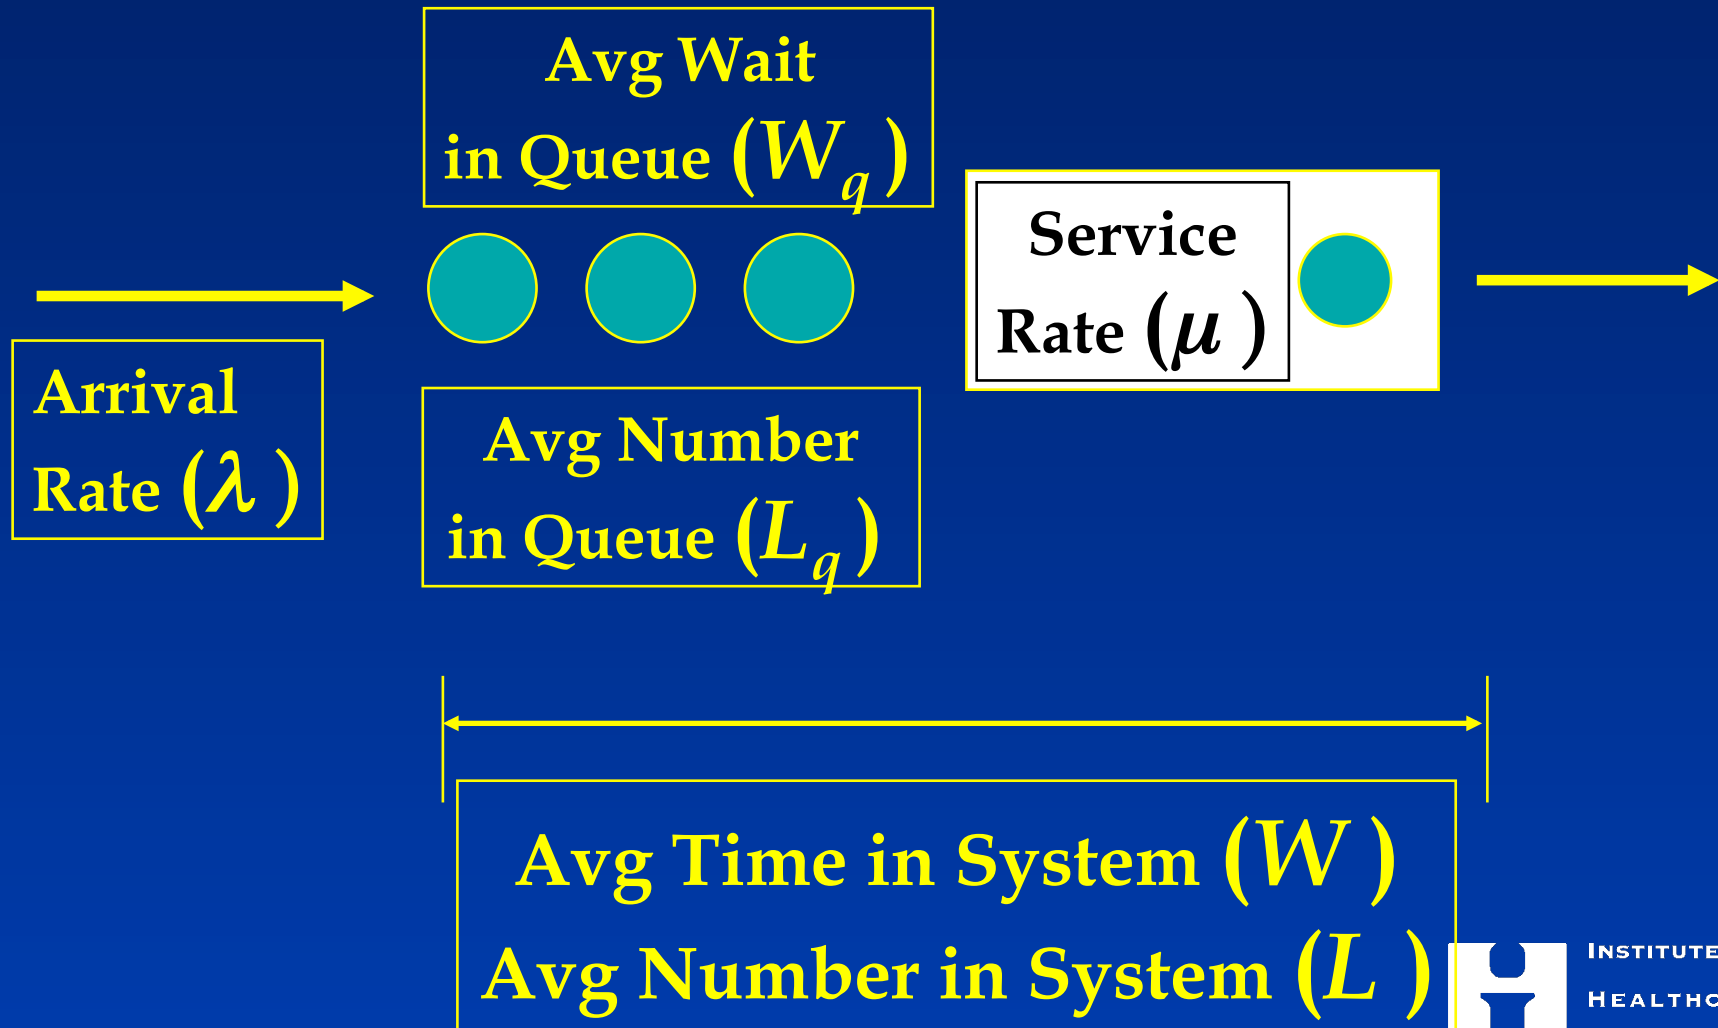 Avg Wait
in Queue (W_q)
Service
Rate (μ)
Arrival
Rate (λ)
Avg Number
in Queue (L_q)
Avg Time in System (W)
Avg Number in System (L)
INSTITUTE